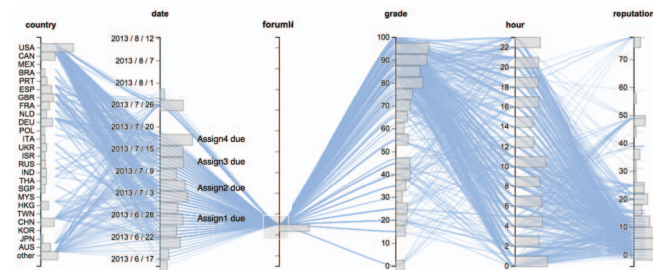 country
date
forumId
grade
hour
reputation
USA
CAN
MEX
BRA
PRT
ESP
GBR
FRA
NLD
DEU
POL
ITA
UKR
ISR
RUS
IND
THA
SGP
MYS
HKG
TWN
CHN
KOR
JPN
AUS
other
2013 / 8 / 12
2013 / 8 / 7
2013 / 8 / 1
2013 / 7 / 26
2013 / 7 / 20
2013 / 7 / 15
2013 / 7 / 9
2013 / 7 / 3
2013 / 6 / 28
2013 / 6 / 22
2013 / 6 / 17
Assign4 due
Assign3 due
Assign2 due
Assign1 due
100
90
80
70
60
50
40
30
20
10
0
22
20
18
16
14
12
10
8
6
4
2
0
70
60
50
40
30
20
10
0